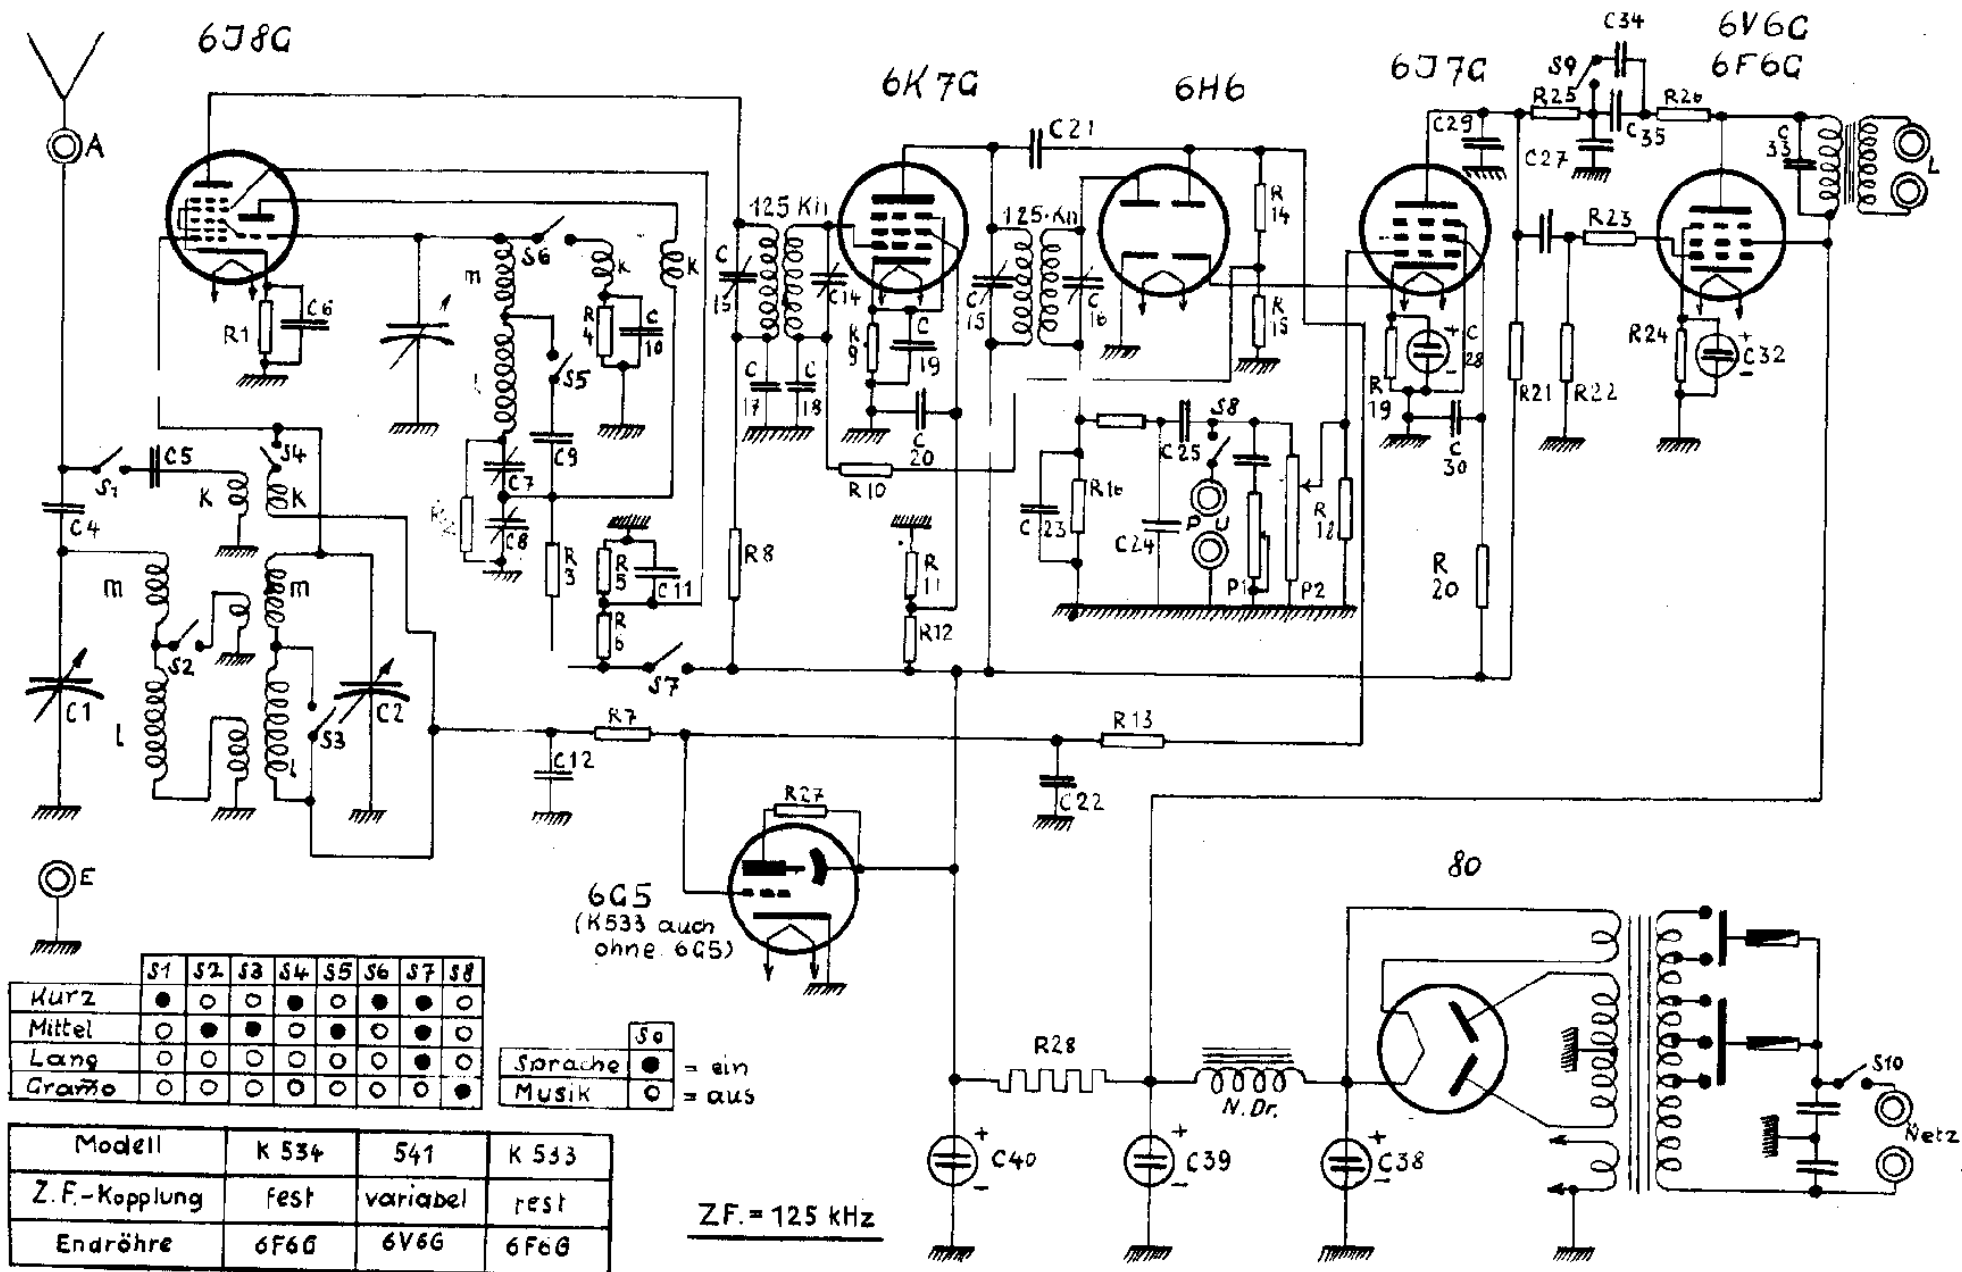 6J8G
6K7G
6H6
6J7G
6V6G
6F6G
C34
S9
R25
R26
C35
C29
C27
C33
L
A
C21
125 KH
125 KH
R14
R15
R23
S6
m
K
K
C15
C14
C15
C16
C6
R1
R4
C10
L
S5
R9
C19
C17
C18
C20
C28
R19
C30
R21
R22
R24
C32
C5
S1
S4
K
K
C4
C9
C7
C8
R10
C25
S8
R16
C23
C24
P U
P1
P2
R18
m
m
R3
R5
C11
R6
R8
R11
R12
R20
S2
S7
C1
L
S3
C2
R7
C12
R13
C22
R27
E
6G5
(K533 auch
ohne 6G5)
80
S1 S2 S3 S4 S5 S6 S7 S8
Kurz
Mittel
Lang
Gramo
S9
Sprache = ein
Musik = aus
R28
N.Dr.
S10
Netz
C40
C39
C38
Modell K 534 541 K 533
Z.F.-Kopplung fest variabel fest
Endröhre 6F6G 6V6G 6F6G
ZF. = 125 kHz